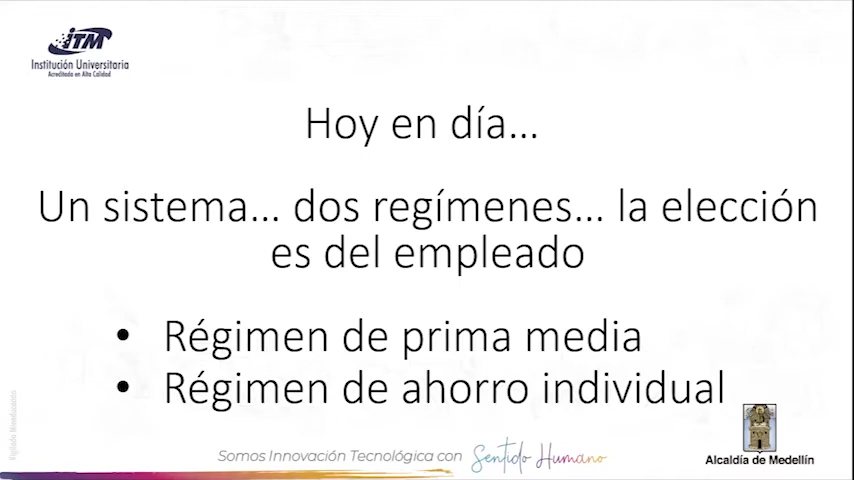 iTM
Institución Universitaria
Acreditada en Alta Calidad
Hoy en día...
Un sistema... dos regímenes... la elección
es del empleado
• Régimen de prima media
• Régimen de ahorro individual
Somos Innovación Tecnológica con Sentido Humano
Alcaldía de Medellín